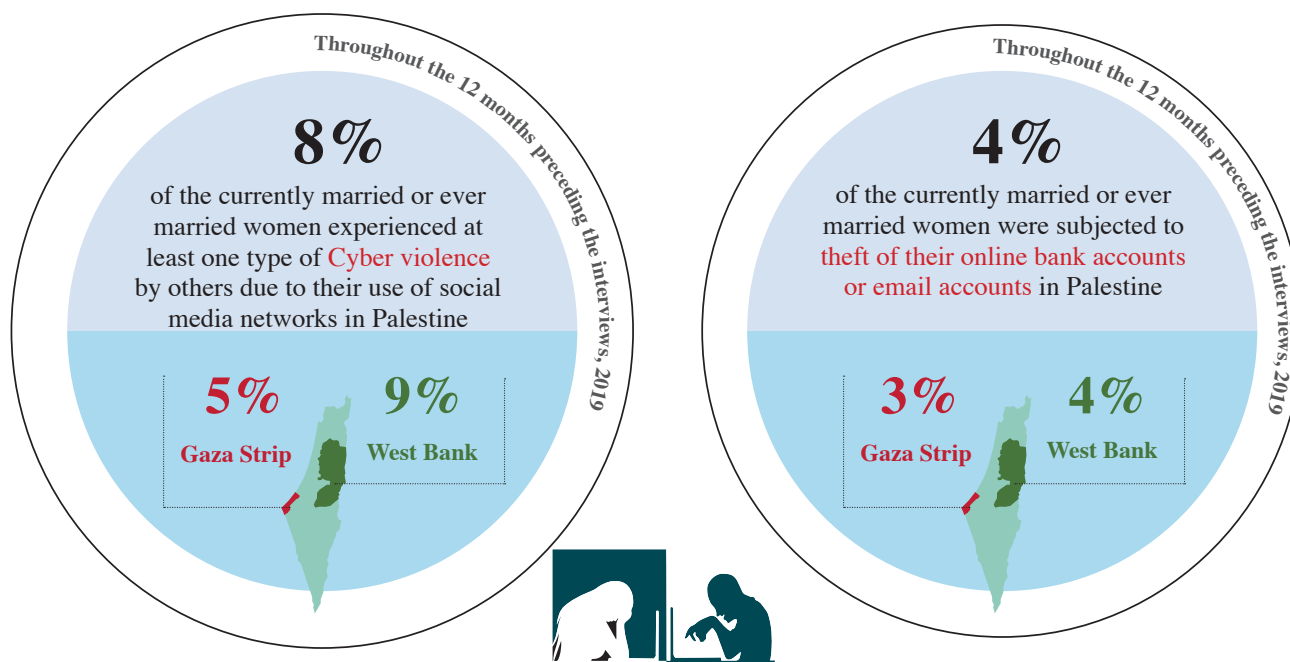 Throughout the 12 months preceding the interviews, 2019
8%
of the currently married or ever
married women experienced at
least one type of Cyber violence
by others due to their use of social
media networks in Palestine
5%
Gaza Strip
9%
West Bank
Throughout the 12 months preceding the interviews, 2019
4%
of the currently married or ever
married women were subjected to
theft of their online bank accounts
or email accounts in Palestine
3%
Gaza Strip
4%
West Bank